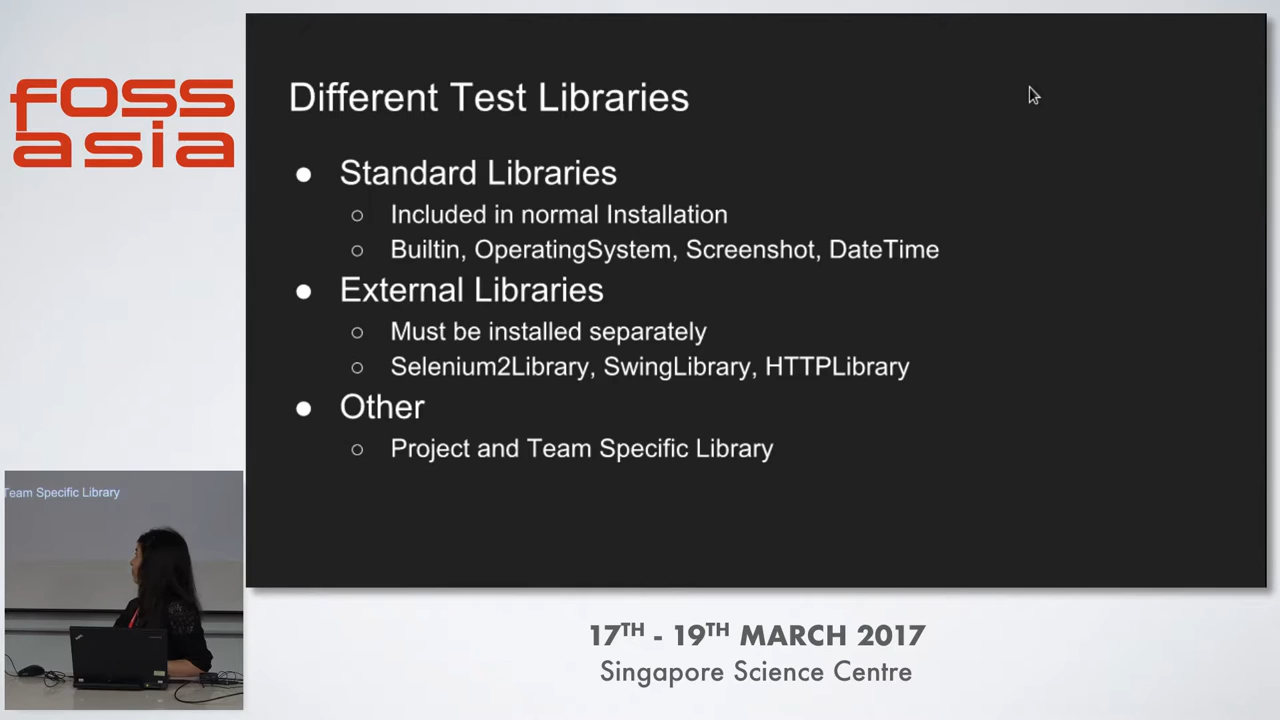 foss
asia
Different Test Libraries
Standard Libraries
Included in normal Installation
Builtin, OperatingSystem, Screenshot, DateTime
External Libraries
Must be installed separately
Selenium2Library, SwingLibrary, HTTPLibrary
Other
Project and Team Specific Library
Team Specific Library
17TH - 19TH MARCH 2017
Singapore Science Centre